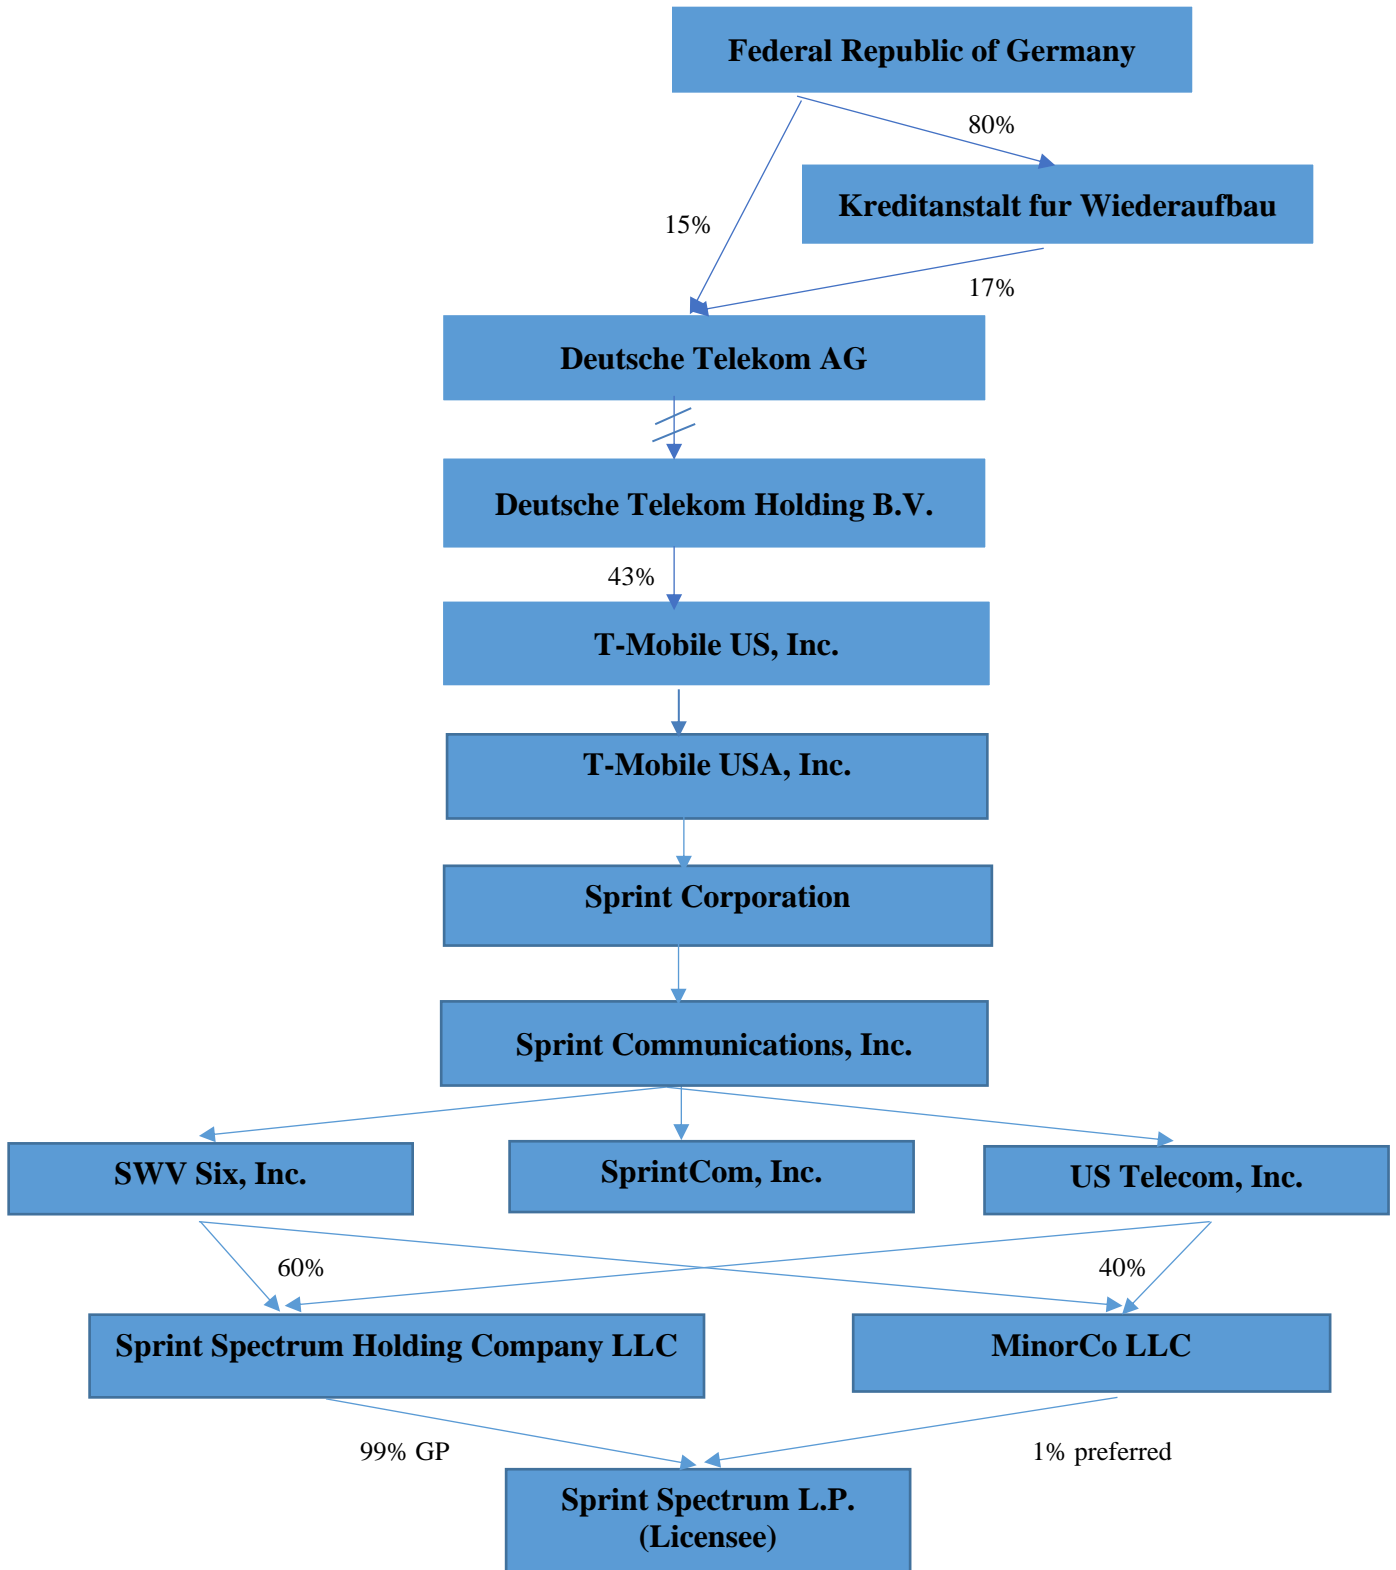 Federal Republic of Germany
80%
Kreditanstalt fur Wiederaufbau
15%
17%
Deutsche Telekom AG
Deutsche Telekom Holding B.V.
43%
T-Mobile US, Inc.
T-Mobile USA, Inc.
Sprint Corporation
Sprint Communications, Inc.
SWV Six, Inc.
SprintCom, Inc.
US Telecom, Inc.
60%
40%
Sprint Spectrum Holding Company LLC
MinorCo LLC
99% GP
1% preferred
Sprint Spectrum L.P.
(Licensee)